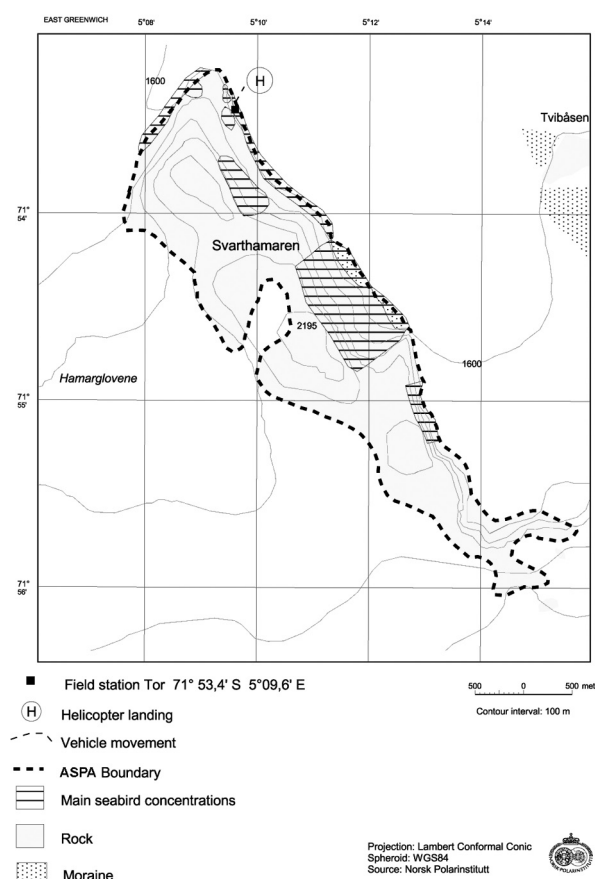 EAST GREENWICH
5°08'
5°10'
5°12'
5°14'
1600
H
Tvibåsen
71°
54'
Svarthamaren
2195
1600
Hamarglovene
71°
55'
71°
56'
Field station Tor 71° 53,4' S 5°09,6' E
500 0 500 met
H Helicopter landing
Contour interval: 100 m
Vehicle movement
ASPA Boundary
Main seabird concentrations
Rock
Projection: Lambert Conformal Conic
Spheroid: WGS84
Source: Norsk Polarinstitutt
Moraine